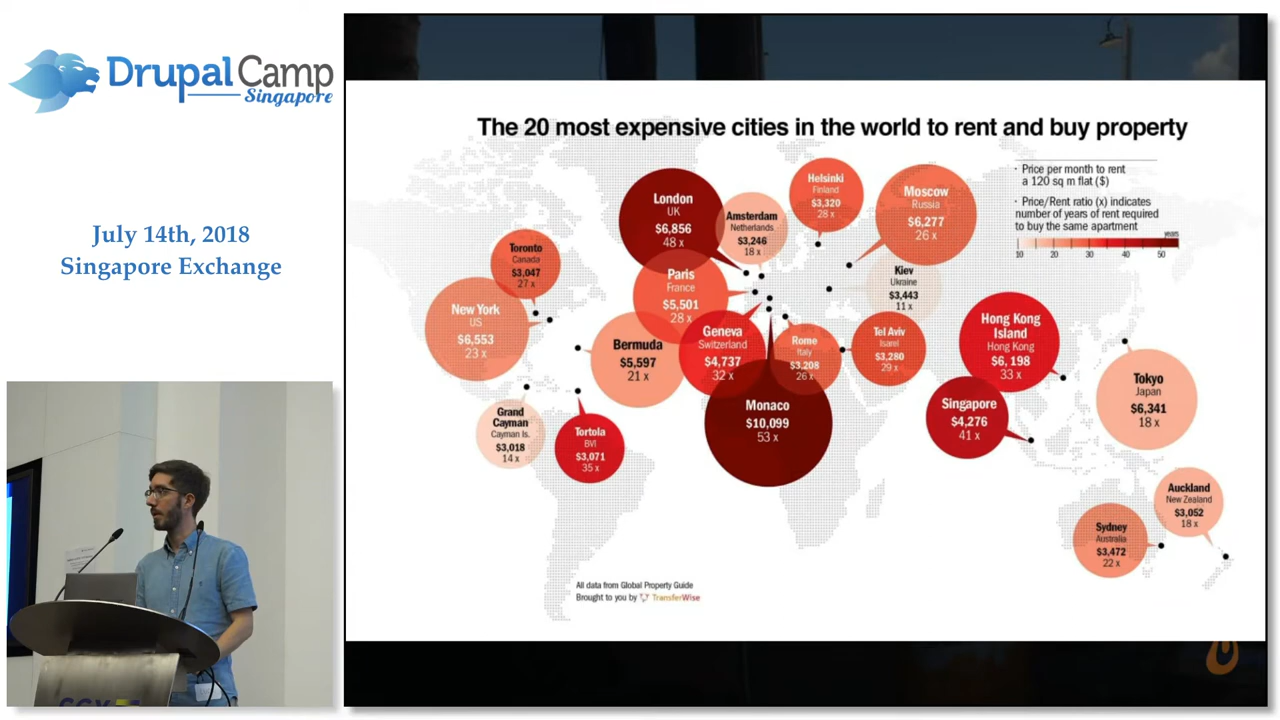 DrupalCamp
Singapore
July 14th, 2018
Singapore Exchange
The 20 most expensive cities in the world to rent and buy property
· Price per month to rent
a 120 sq m flat ($)
· Price/Rent ratio (x) indicates
number of years of rent required
to buy the same apartment
years
10 20 30 40 50
London
UK
$6,856
48 x
Amsterdam
Netherlands
$3,246
18 x
Helsinki
Finland
$3,320
28 x
Moscow
Russia
$6,277
26 x
Toronto
Canada
$3,047
27 x
Paris
France
$5,501
28 x
Kiev
Ukraine
$3,443
11 x
New York
US
$6,553
23 x
Bermuda
$5,597
21 x
Geneva
Switzerland
$4,737
32 x
Rome
Italy
$3,208
26 x
Tel Aviv
Isarel
$3,280
29 x
Hong Kong
Island
Hong Kong
$6, 198
33 x
Tokyo
Japan
$6,341
18 x
Grand
Cayman
Cayman Is.
$3,018
14 x
Tortola
BVI
$3,071
35 x
Monaco
$10,099
53 x
Singapore
$4,276
41 x
Auckland
New Zealand
$3,052
18 x
Sydney
Australia
$3,472
22 x
All data from Global Property Guide
Brought to you by TransferWise